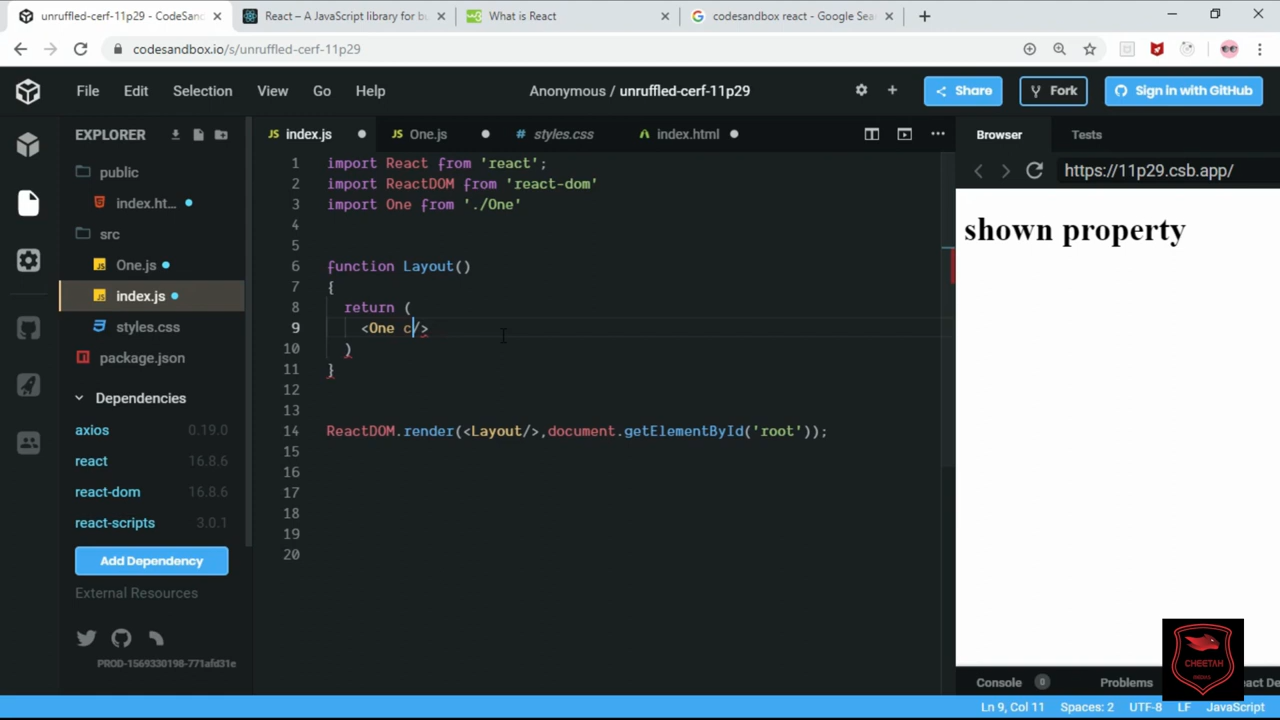 unruffled-cerf-11p29 - CodeSand
React – A JavaScript library for bu
What is React
codesandbox react - Google Sea
codesandbox.io/s/unruffled-cerf-11p29
File Edit Selection View Go Help
Anonymous / unruffled-cerf-11p29
Share
Fork
Sign in with GitHub
EXPLORER
index.js
One.js
styles.css
index.html
Browser
Tests
https://11p29.csb.app/
public
index.ht...
src
One.js
index.js
styles.css
package.json
Dependencies
axios 0.19.0
react 16.8.6
react-dom 16.8.6
react-scripts 3.0.1
Add Dependency
External Resources
PROD-1569330198-771afd31e
1 import React from 'react';
2 import ReactDOM from 'react-dom'
3 import One from './One'
4
5
6 function Layout()
7 {
8 return (
9 <One c/>
10 )
11 }
12
13
14 ReactDOM.render(<Layout/>,document.getElementById('root'));
15
16
17
18
19
20
shown property
CHEETAH
Console 0
Problems
act De
Ln 9, Col 11 Spaces: 2 UTF-8 LF JavaScript